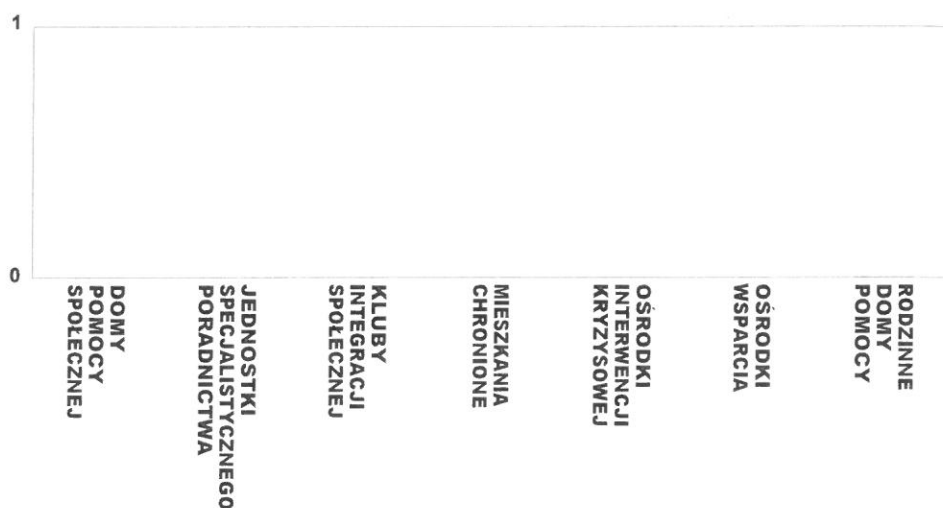 1
0
DOMY
POMOCY
SPOŁECZNEJ
JEDNOSTKI
SPECJALISTYCZNEGO
PORADNICTWA
KLUBY
INTEGRACJI
SPOŁECZNEJ
MIESZKANIA
CHRONIONE
OŚRODKI
INTERWENCJI
KRYZYSOWEJ
OŚRODKI
WSPARCIA
RODZINNE
DOMY
POMOCY